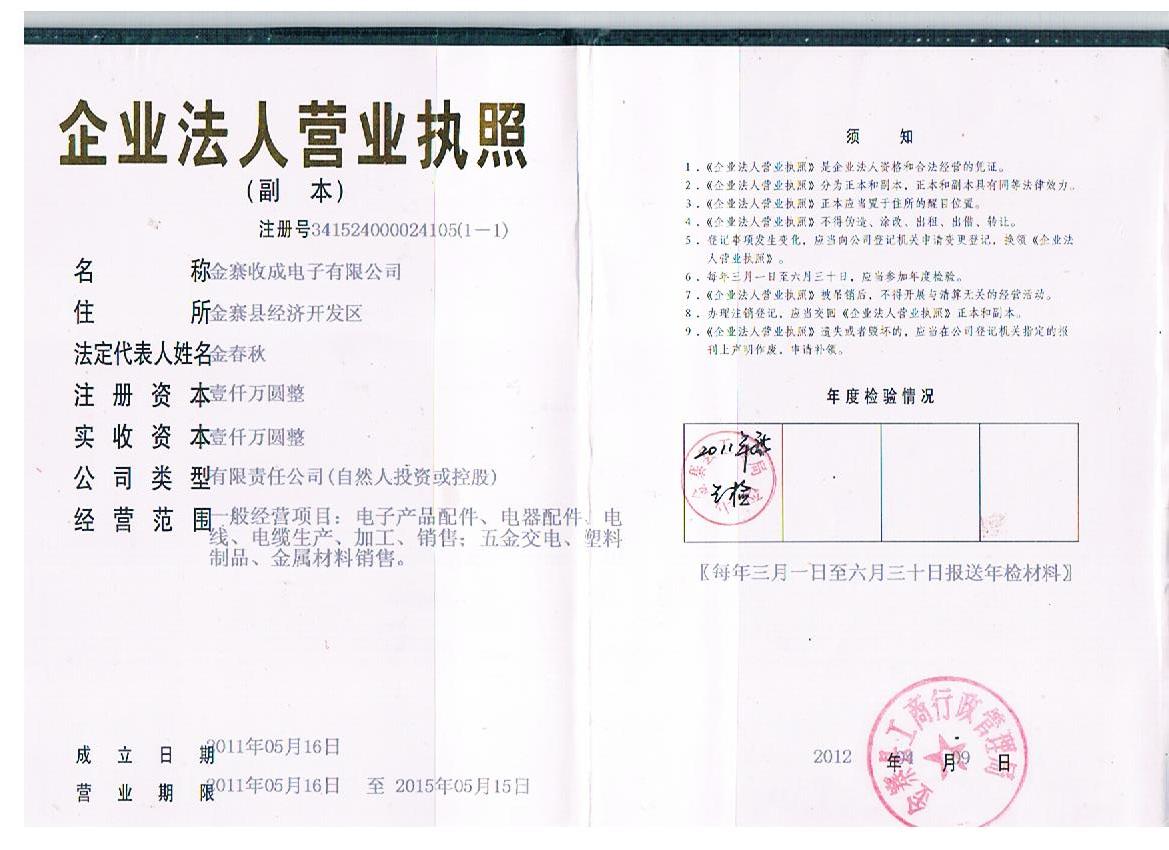 企业法人营业执照
(副 本)
注册号341524000024105(1-1)
名 称 金寨收成电子有限公司
住 所 金寨县经济开发区
法定代表人姓名 金春秋
注册资本 壹仟万圆整
实收资本 壹仟万圆整
公司类型 有限责任公司(自然人投资或控股)
经营范围 一般经营项目：电子产品配件、电器配件、电
线、电缆生产、加工、销售；五金交电、塑料
制品、金属材料销售。
成立日期 2011年05月16日
营业期限 2011年05月16日 至 2015年05月15日
须 知
1．《企业法人营业执照》是企业法人资格和合法经营的凭证。
2．《企业法人营业执照》分为正本和副本，正本和副本具有同等法律效力。
3．《企业法人营业执照》正本应当置于住所的醒目位置。
4．《企业法人营业执照》不得伪造、涂改、出租、出借、转让。
5．登记事项发生变化，应当向公司登记机关申请变更登记，换领《企业法
人营业执照》。
6．每年三月一日至六月三十日，应当参加年度检验。
7．《企业法人营业执照》被吊销后，不得开展与清算无关的经营活动。
8．办理注销登记，应当交回《企业法人营业执照》正本和副本。
9．《企业法人营业执照》遗失或者毁坏的，应当在公司登记机关指定的报
刊上声明作废，申请补领。
年度检验情况
2011年度
已检
〖每年三月一日至六月三十日报送年检材料〗
金寨县工商行政管理局
2012 年 04 月 09 日